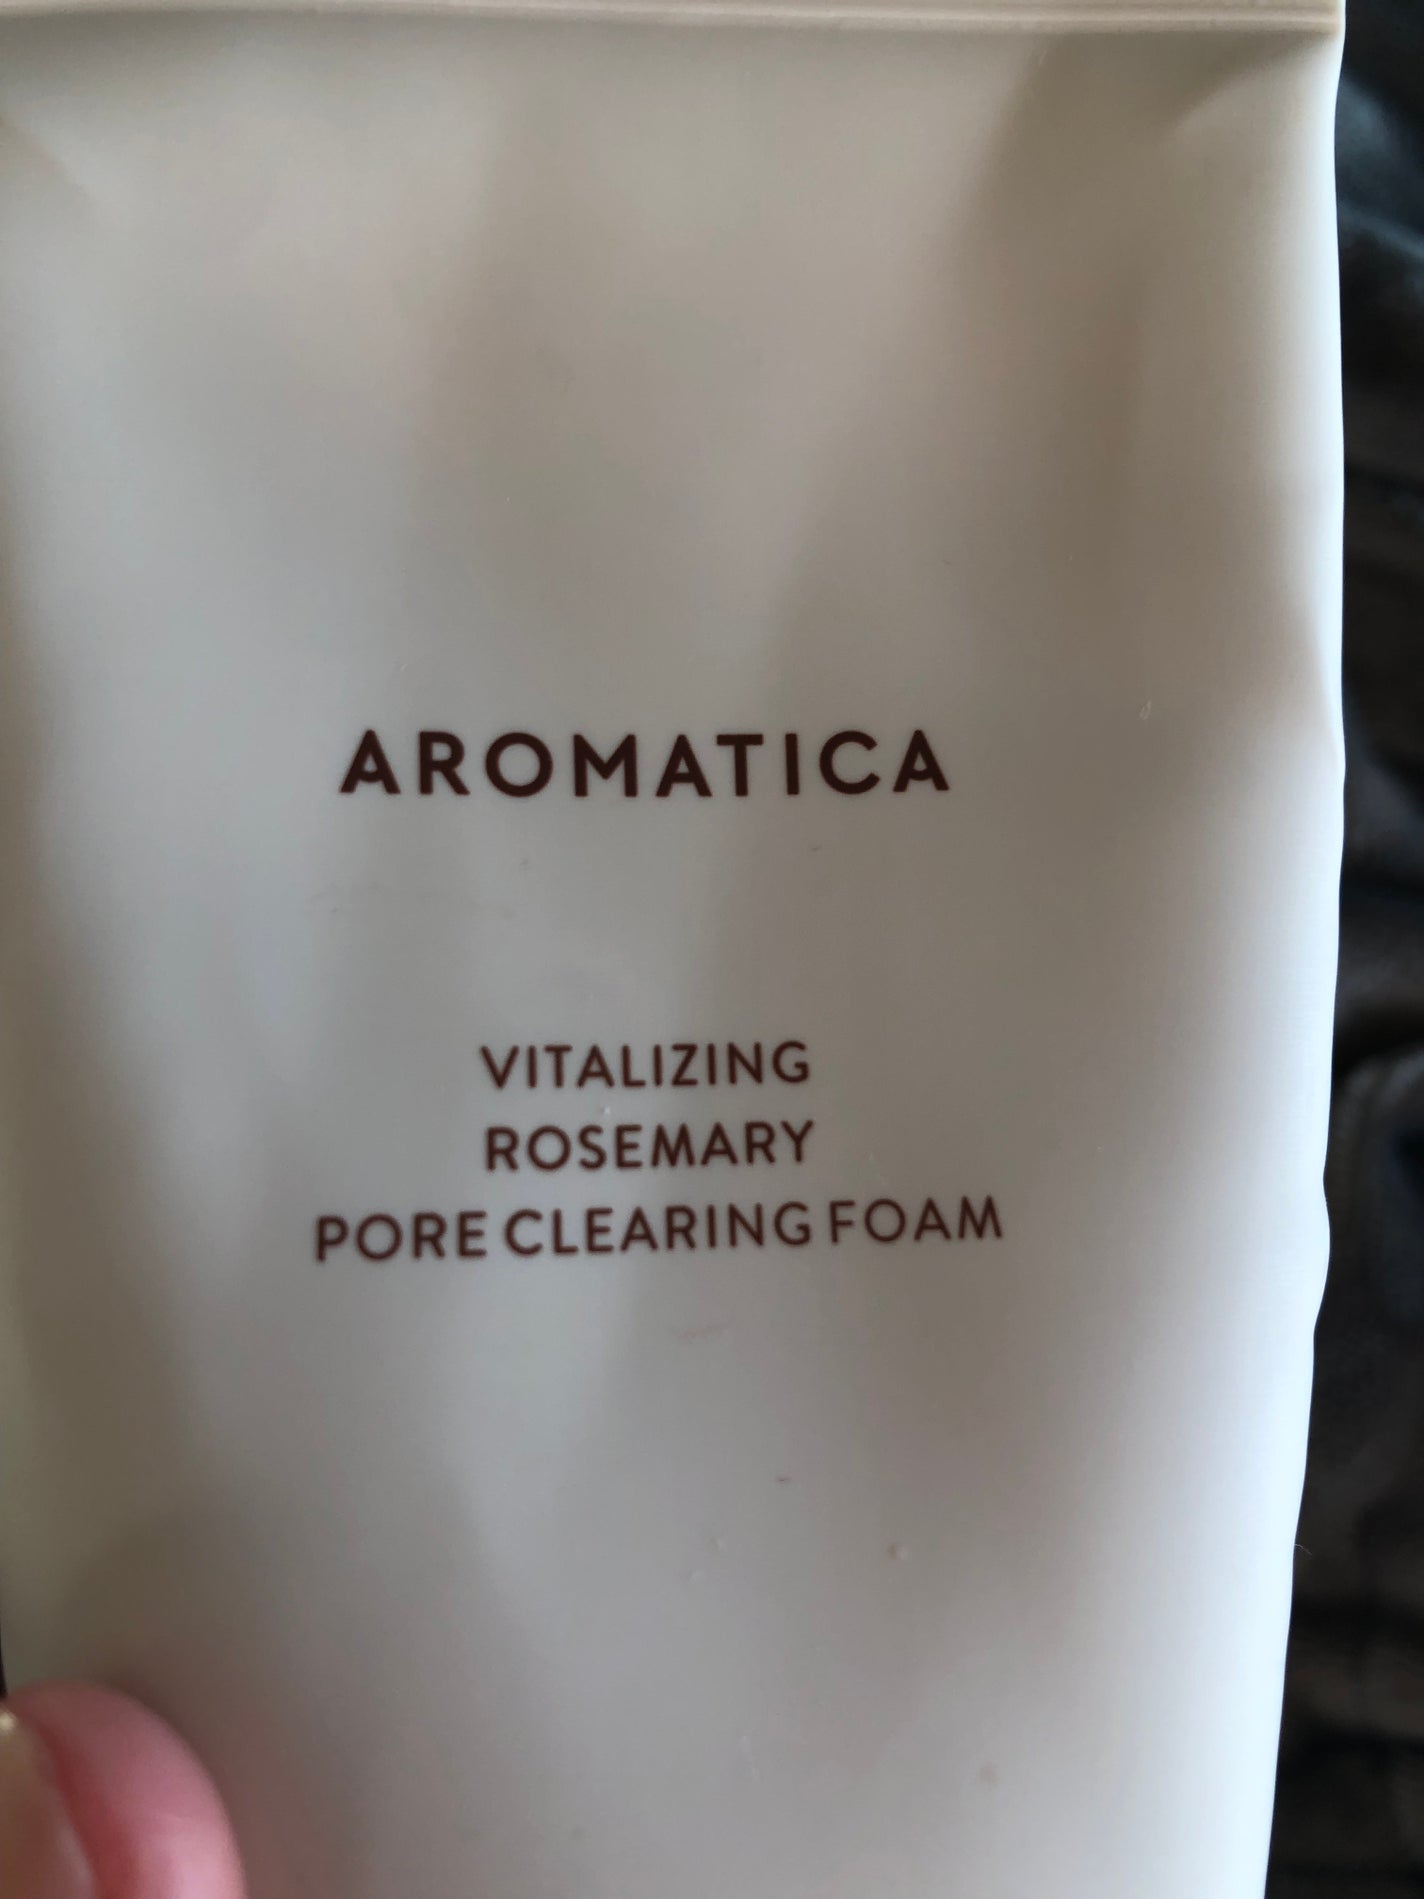 AROMATICA
VITALIZING
ROSEMARY
PORE CLEARING FOAM